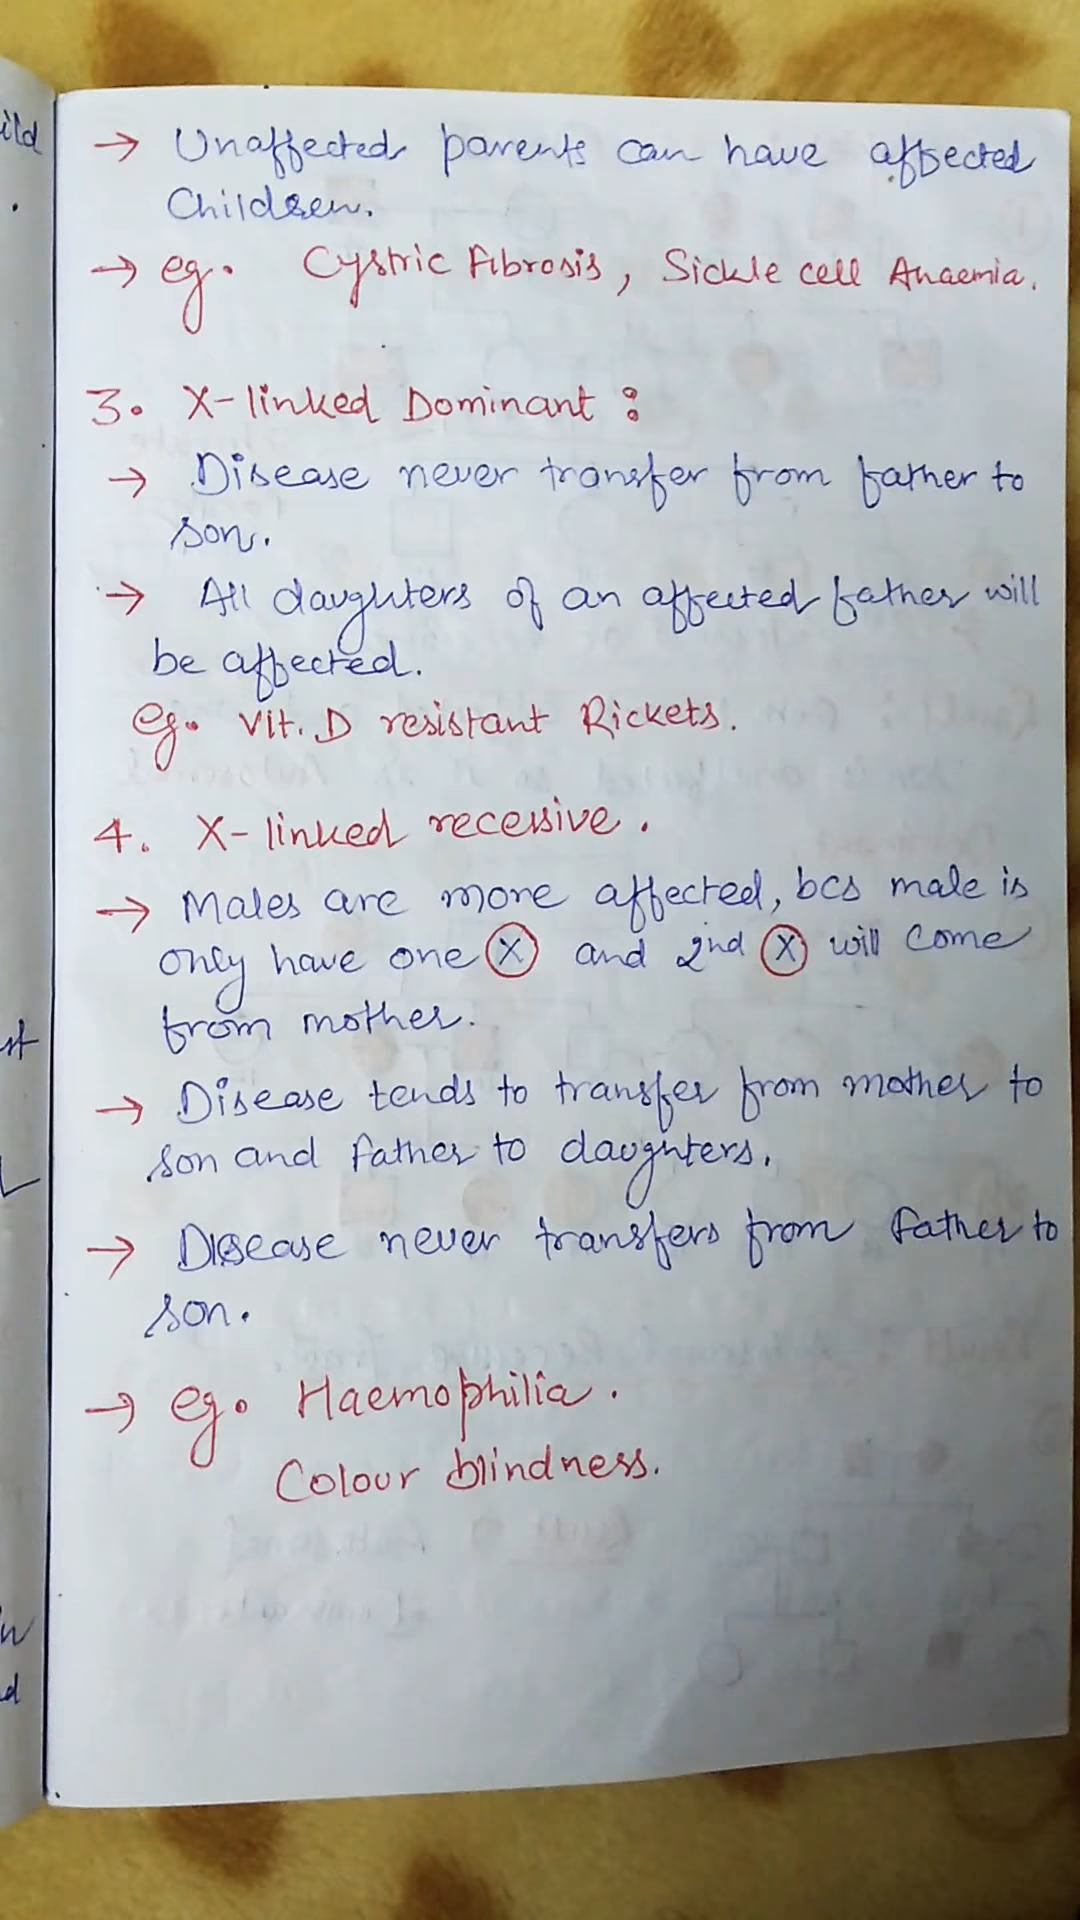 → Unaffected parents can have affected
Children.
→ eg. Cystric Fibrosis, Sickle cell Anaemia.
3. X-linked Dominant :
→ Disease never transfer from father to
son.
→ All daughters of an affected father will
be affected.
eg. Vit. D resistant Rickets.
4. X-linked recessive.
→ Males are more affected, bcs male is
only have one X and 2nd X will come
from mother.
→ Disease tends to transfer from mother to
son and father to daughters.
→ Disease never transfers from father to
son.
→ eg. Haemophilia.
Colour blindness.